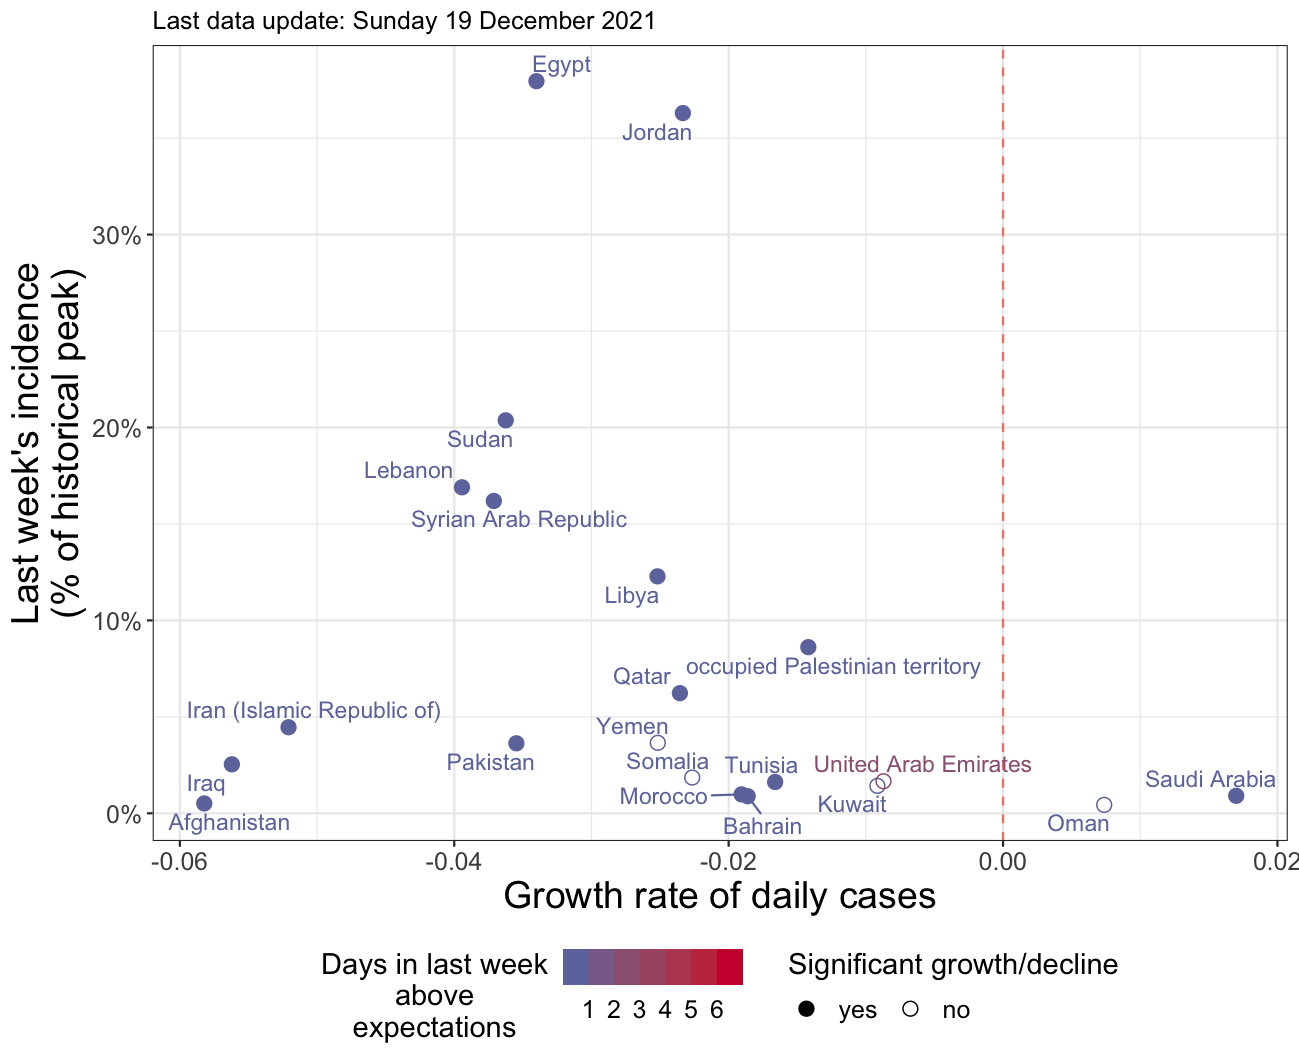 Last data update: Sunday 19 December 2021
Last week's incidence
(% of historical peak)
30%
20%
10%
0%
Egypt
Jordan
Sudan
Lebanon
Syrian Arab Republic
Libya
occupied Palestinian territory
Qatar
Iran (Islamic Republic of)
Yemen
Pakistan
Somalia
Tunisia
United Arab Emirates
Saudi Arabia
Iraq
Morocco
Kuwait
Afghanistan
Bahrain
Oman
-0.06 -0.04 -0.02 0.00 0.02
Growth rate of daily cases
Days in last week
above
expectations
1 2 3 4 5 6
Significant growth/decline
yes no